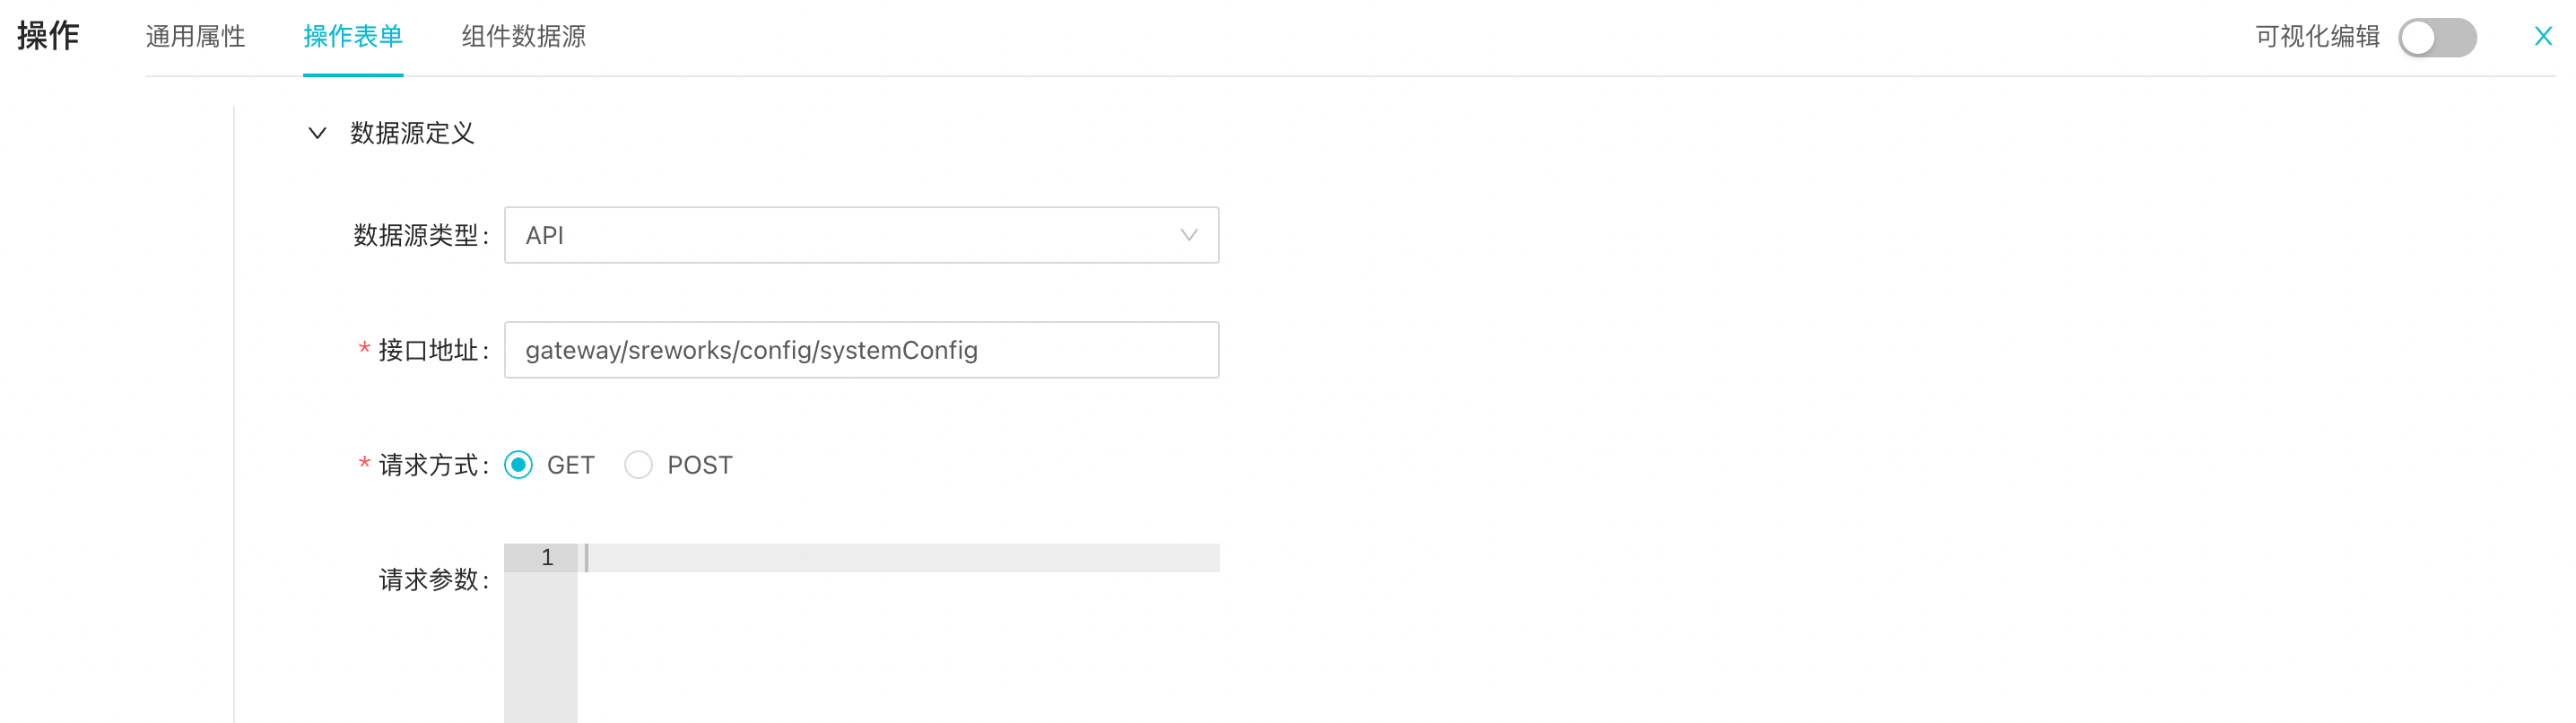 操作 通用属性 操作表单 组件数据源 可视化编辑 X
数据源定义
数据源类型: API
* 接口地址: gateway/sreworks/config/systemConfig
* 请求方式: GET POST
1
请求参数: